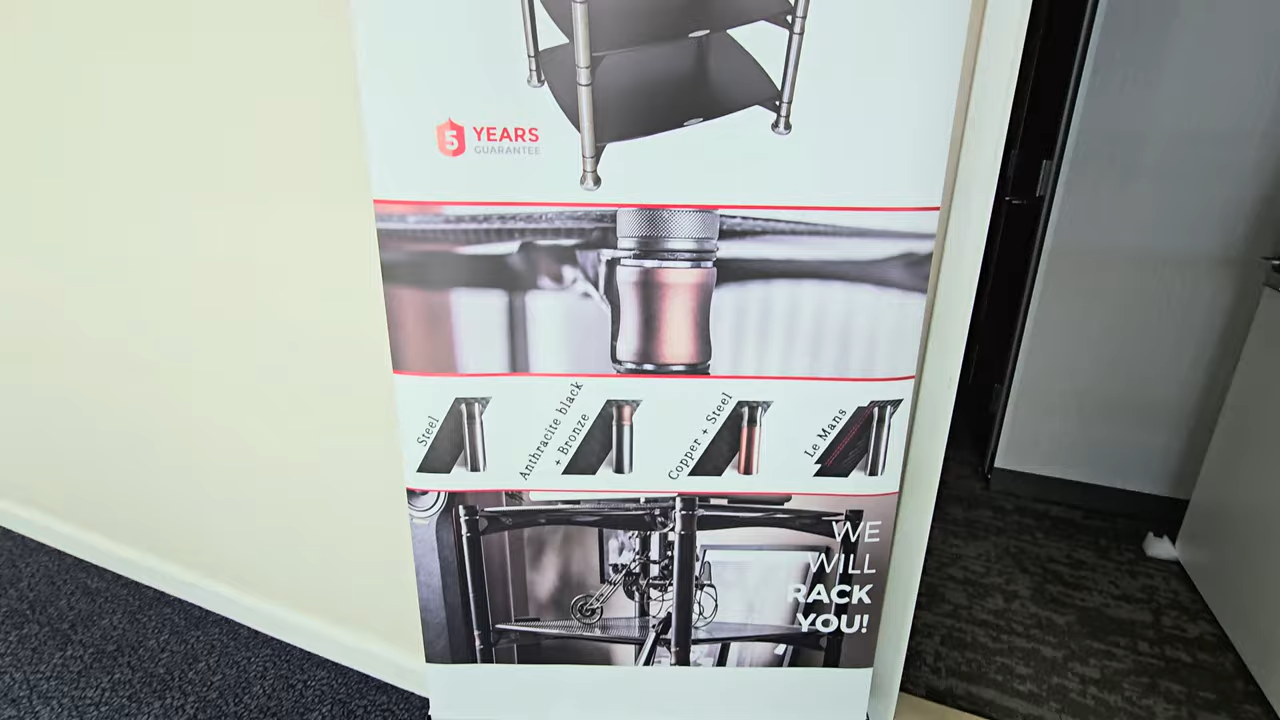 5 YEARS
GUARANTEE
Steel
Anthracite black
+ Bronze
Copper + Steel
Le Mans
WE
WILL
RACK
YOU!